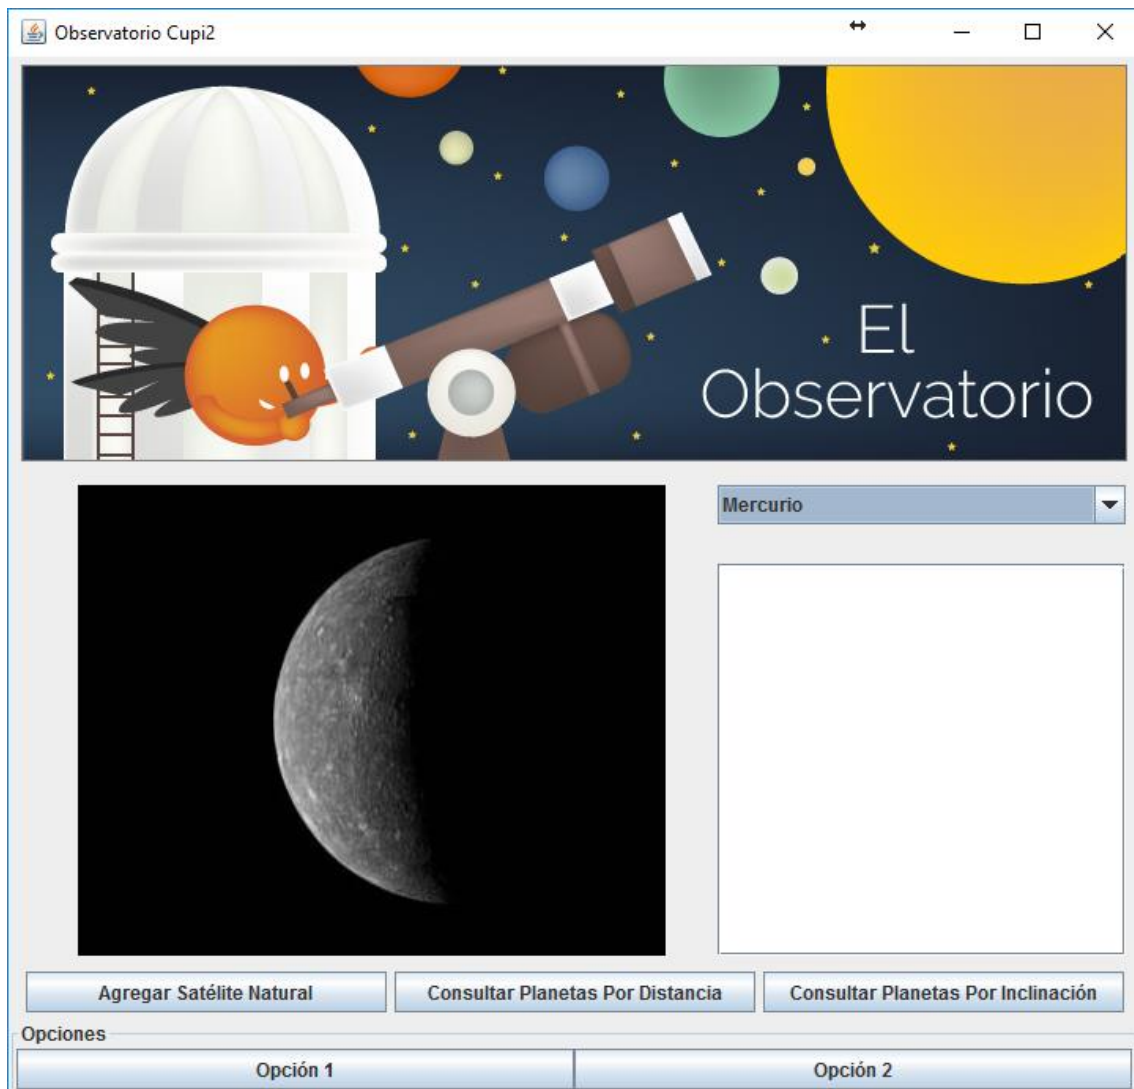 Observatorio Cupi2
El
Observatorio
Mercurio
Agregar Satélite Natural
Consultar Planetas Por Distancia
Consultar Planetas Por Inclinación
Opciones
Opción 1
Opción 2